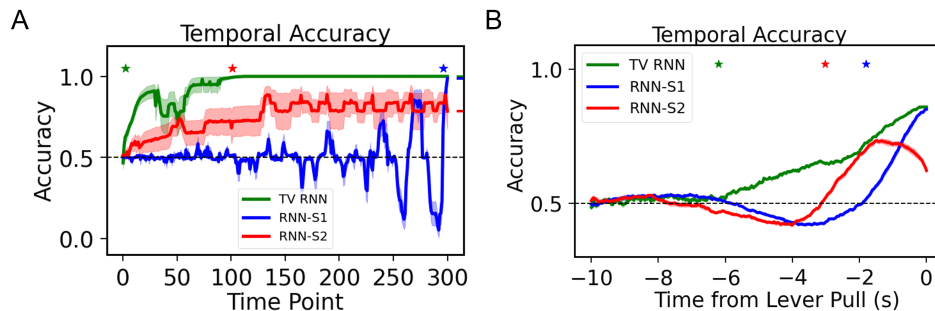 A
Temporal Accuracy
Accuracy
1.0
0.5
0.0
TV RNN
RNN-S1
RNN-S2
0 50 100 150 200 250 300
Time Point
B
Temporal Accuracy
Accuracy
1.0
0.5
TV RNN
RNN-S1
RNN-S2
−10 −8 −6 −4 −2 0
Time from Lever Pull (s)